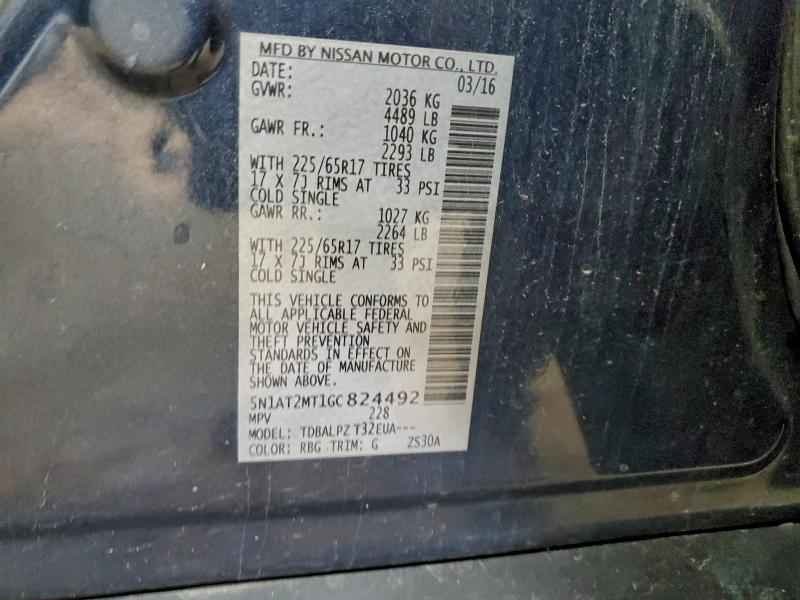 MFD BY NISSAN MOTOR CO., LTD.
DATE: 03/16
GVWR: 2036 KG
4489 LB
GAWR FR.: 1040 KG
2293 LB
WITH 225/65R17 TIRES
17 X 7J RIMS AT 33 PSI
COLD SINGLE
GAWR RR.: 1027 KG
2264 LB
WITH 225/65R17 TIRES
17 X 7J RIMS AT 33 PSI
COLD SINGLE
THIS VEHICLE CONFORMS TO
ALL APPLICABLE FEDERAL
MOTOR VEHICLE SAFETY AND
THEFT PREVENTION
STANDARDS IN EFFECT ON
THE DATE OF MANUFACTURE
SHOWN ABOVE.
5N1AT2MT1GC824492
MPV 228
MODEL: TDBALPZ T32EUA---
COLOR: RBG TRIM: G ZS30A